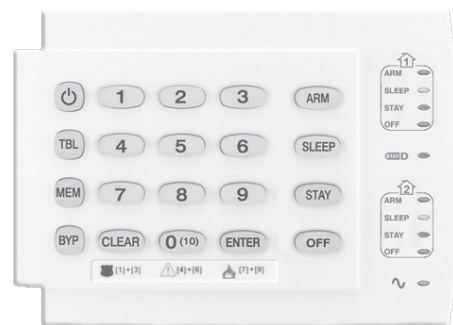 1 2 3 ARM
TBL 4 5 6 SLEEP
MEM 7 8 9 STAY
BYP CLEAR 0 (10) ENTER OFF
[1]+[3] [4]+[6] [7]+[9]
1
ARM
SLEEP
STAY
OFF
STAYD
2
ARM
SLEEP
STAY
OFF